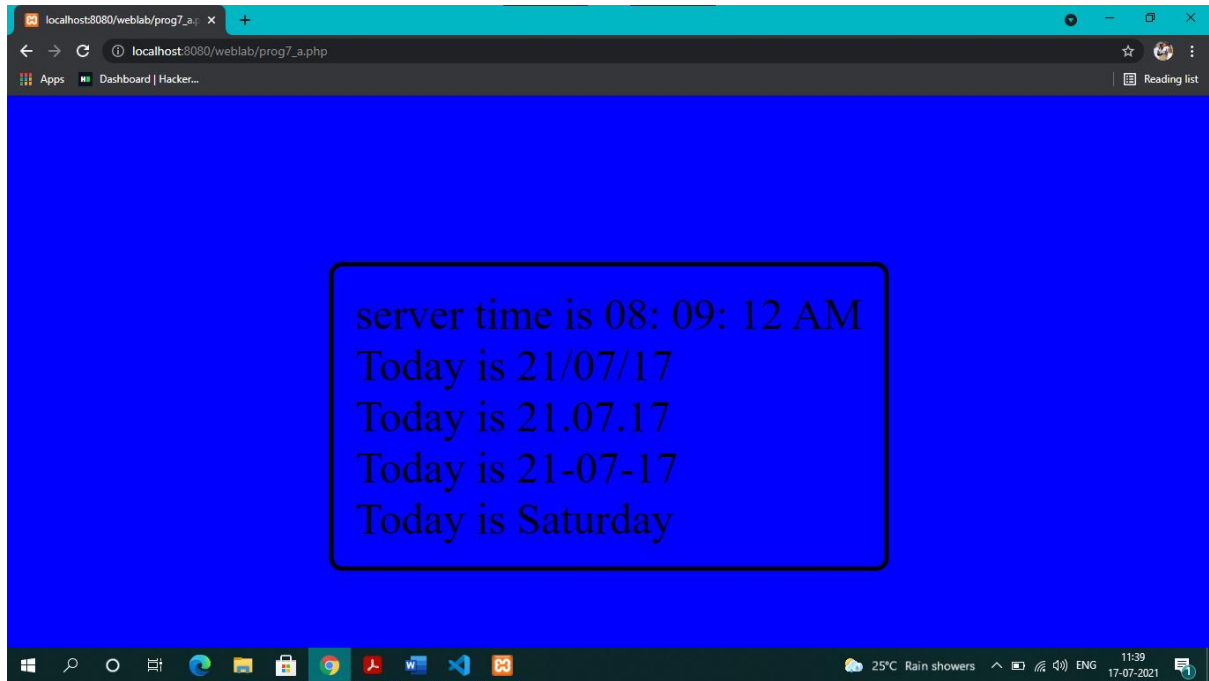 localhost:8080/weblab/prog7_a.p
localhost:8080/weblab/prog7_a.php
Apps
Dashboard | Hacker...
Reading list
server time is 08: 09: 12 AM
Today is 21/07/17
Today is 21.07.17
Today is 21-07-17
Today is Saturday
25°C Rain showers
ENG
11:39
17-07-2021